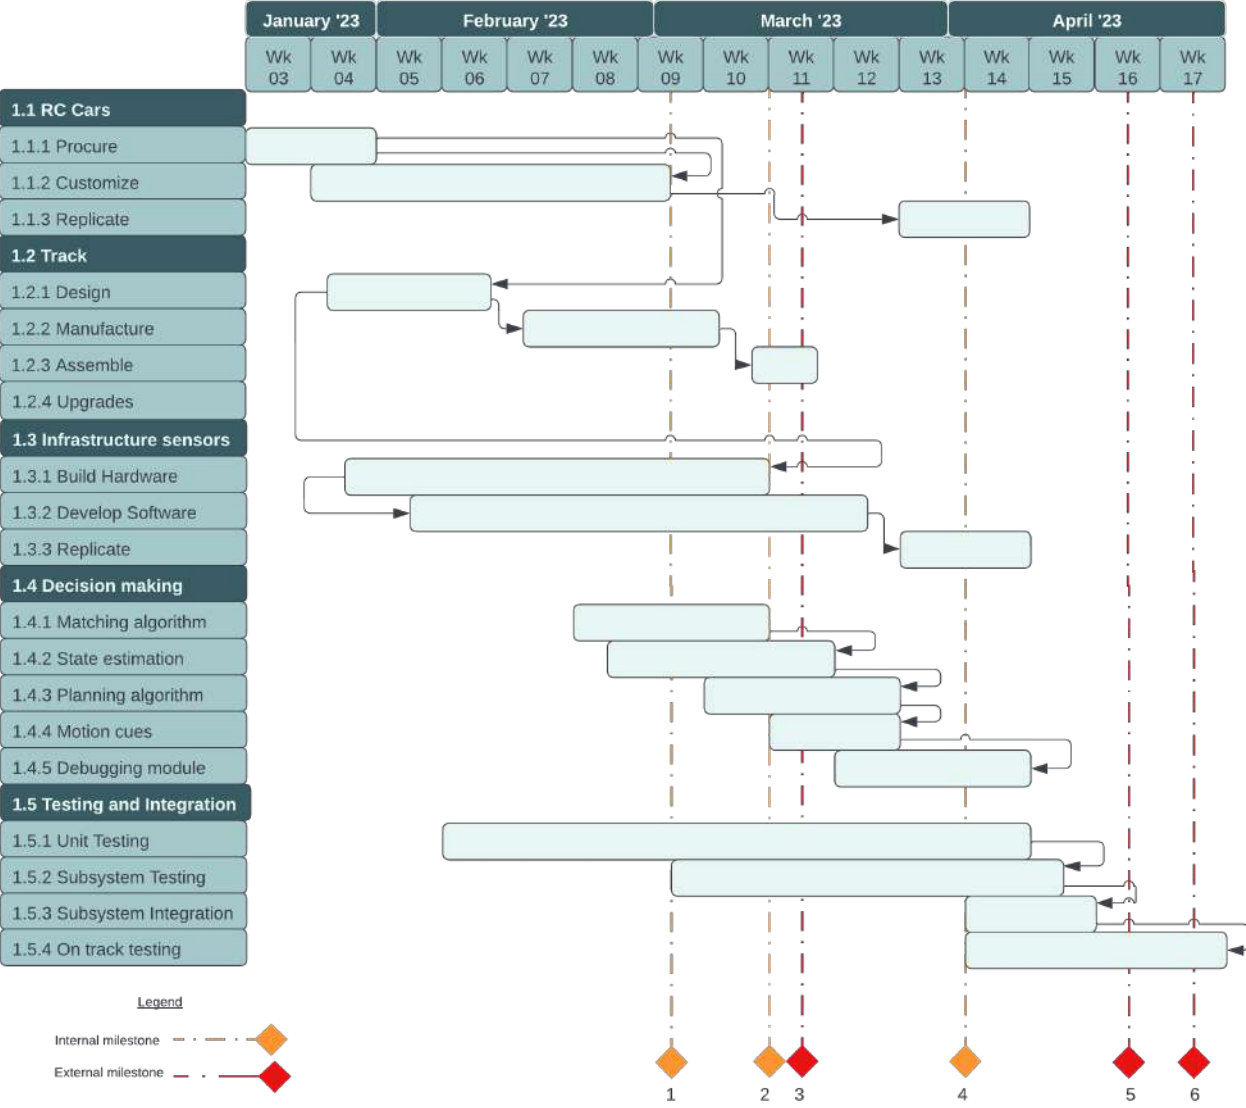 January '23 February '23 March '23 April '23
Wk 03 Wk 04 Wk 05 Wk 06 Wk 07 Wk 08 Wk 09 Wk 10 Wk 11 Wk 12 Wk 13 Wk 14 Wk 15 Wk 16 Wk 17
1.1 RC Cars
1.1.1 Procure
1.1.2 Customize
1.1.3 Replicate
1.2 Track
1.2.1 Design
1.2.2 Manufacture
1.2.3 Assemble
1.2.4 Upgrades
1.3 Infrastructure sensors
1.3.1 Build Hardware
1.3.2 Develop Software
1.3.3 Replicate
1.4 Decision making
1.4.1 Matching algorithm
1.4.2 State estimation
1.4.3 Planning algorithm
1.4.4 Motion cues
1.4.5 Debugging module
1.5 Testing and Integration
1.5.1 Unit Testing
1.5.2 Subsystem Testing
1.5.3 Subsystem Integration
1.5.4 On track testing
Legend
Internal milestone
External milestone
1 2 3 4 5 6